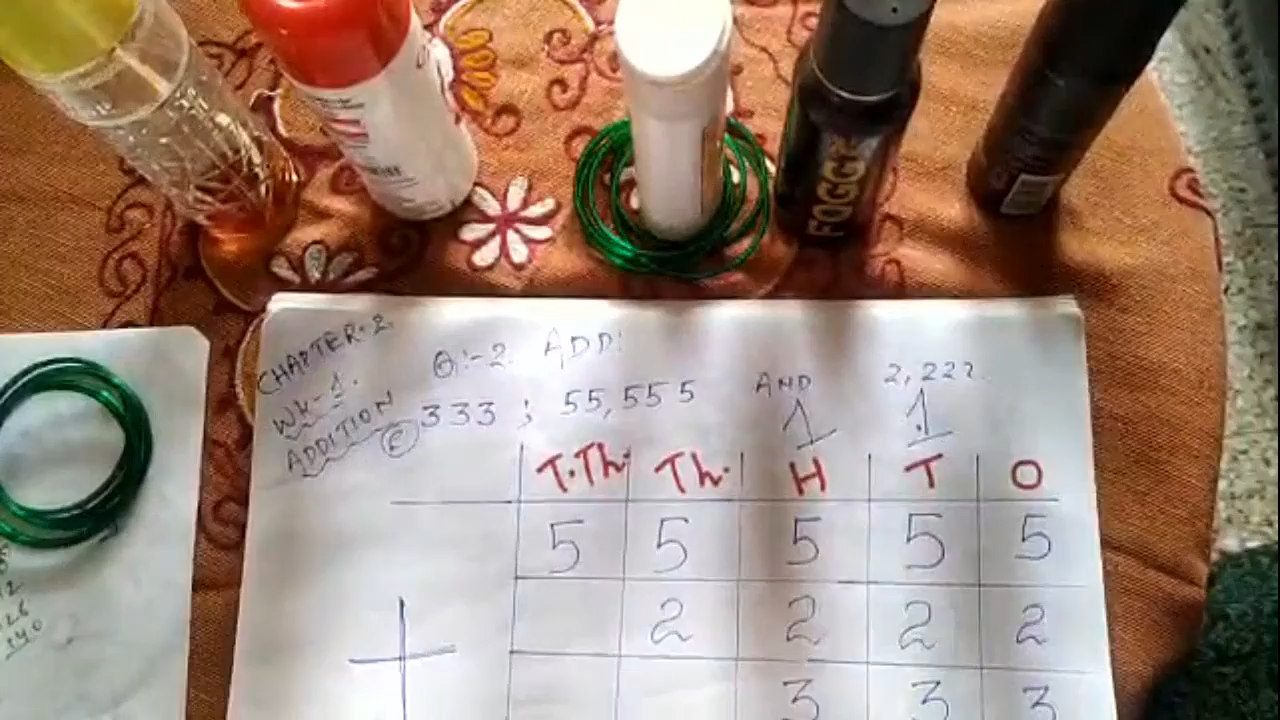 FOGG
CHAPTER-2.
WK-1.
ADDITION
Q:-2. ADD:
333 ; 55,555 AND 2,222.
1 1
T.Th. Th. H T O
5 5 5 5 5
2 2 2 2
+
3 3 3